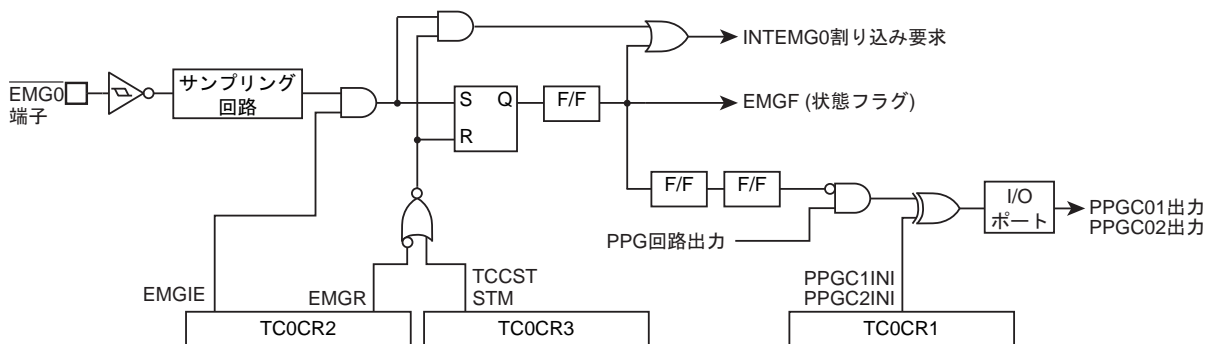 INTEMG0割り込み要求
EMG0
端子
サンプリング
回路
S Q
R
F/F
EMGF (状態フラグ)
F/F
F/F
I/O
ポート
PPGC01出力
PPGC02出力
PPG回路出力
EMGIE
EMGR
TCCST
STM
PPGC1INI
PPGC2INI
TC0CR2
TC0CR3
TC0CR1